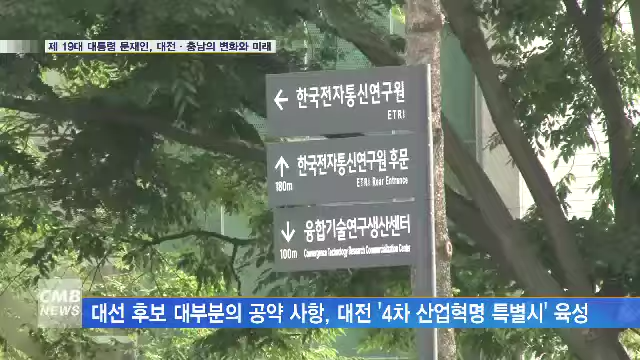 제 19대 대통령 문재인, 대전·충남의 변화와 미래
← 한국전자통신연구원
ETRI
↑ 한국전자통신연구원 후문
180m ETRI Rear Entrance
↓ 융합기술연구생산센터
100m Convergence Technology Research Commercialization Center
CMB
NEWS
대선 후보 대부분의 공약 사항, 대전 '4차 산업혁명 특별시' 육성